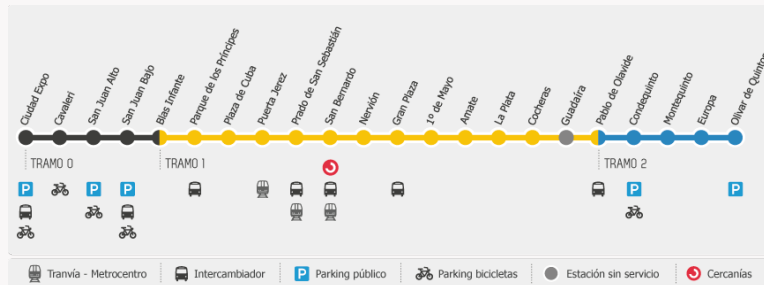 Ciudad Expo
Cavaleri
San Juan Alto
San Juan Bajo
Blas Infante
Parque de los Príncipes
Plaza de Cuba
Puerta Jerez
Prado de San Sebastián
San Bernardo
Nervión
Gran Plaza
1º de Mayo
Amate
La Plata
Cocheras
Guadaíra
Pablo de Olavide
Condequinto
Montequinto
Europa
Olivar de Quintos
TRAMO 0
TRAMO 1
TRAMO 2
P
P
P
P
P
Tranvía - Metrocentro
Intercambiador
P Parking público
Parking bicicletas
Estación sin servicio
Cercanías